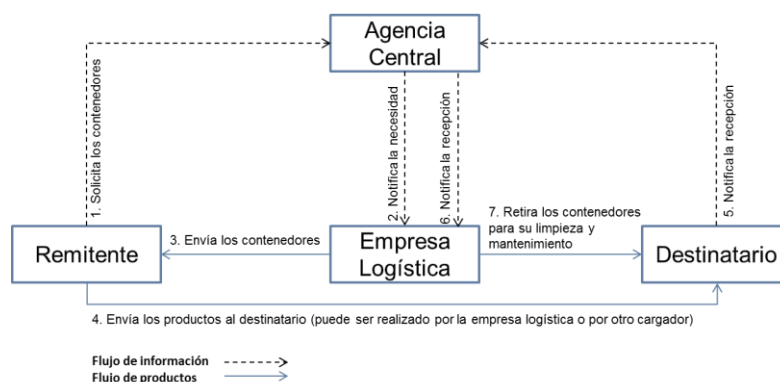 Agencia
Central
1. Solicita los contenedores
2. Notifica la necesidad
6. Notifica la recepción
5. Notifica la recepción
7. Retira los contenedores
para su limpieza y
mantenimiento
3. Envía los contenedores
Remitente
Empresa
Logística
Destinatario
4. Envía los productos al destinatario (puede ser realizado por la empresa logística o por otro cargador)
Flujo de información
Flujo de productos